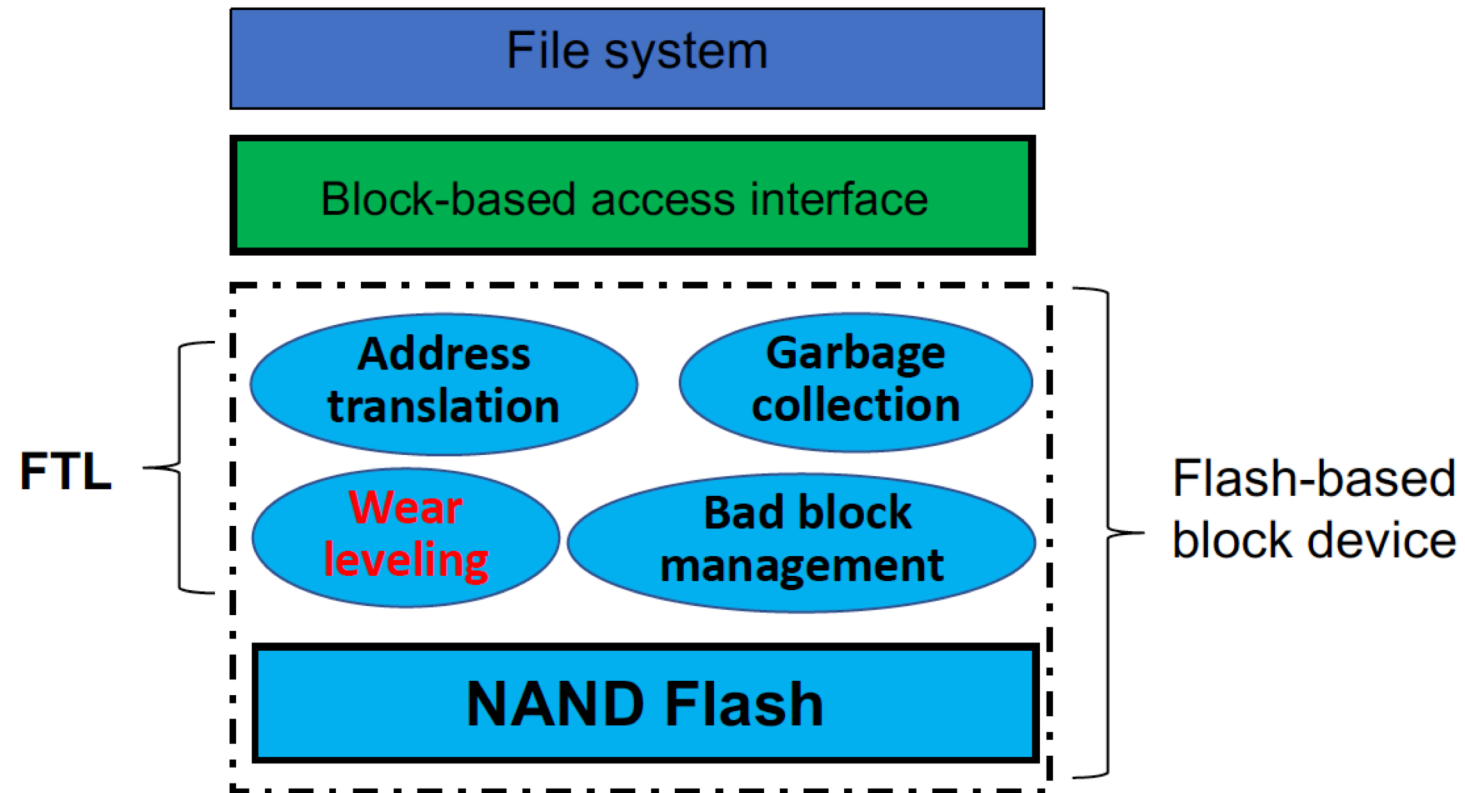 File system
Block-based access interface
Address
translation
Garbage
collection
FTL
Wear
leveling
Bad block
management
Flash-based
block device
NAND Flash